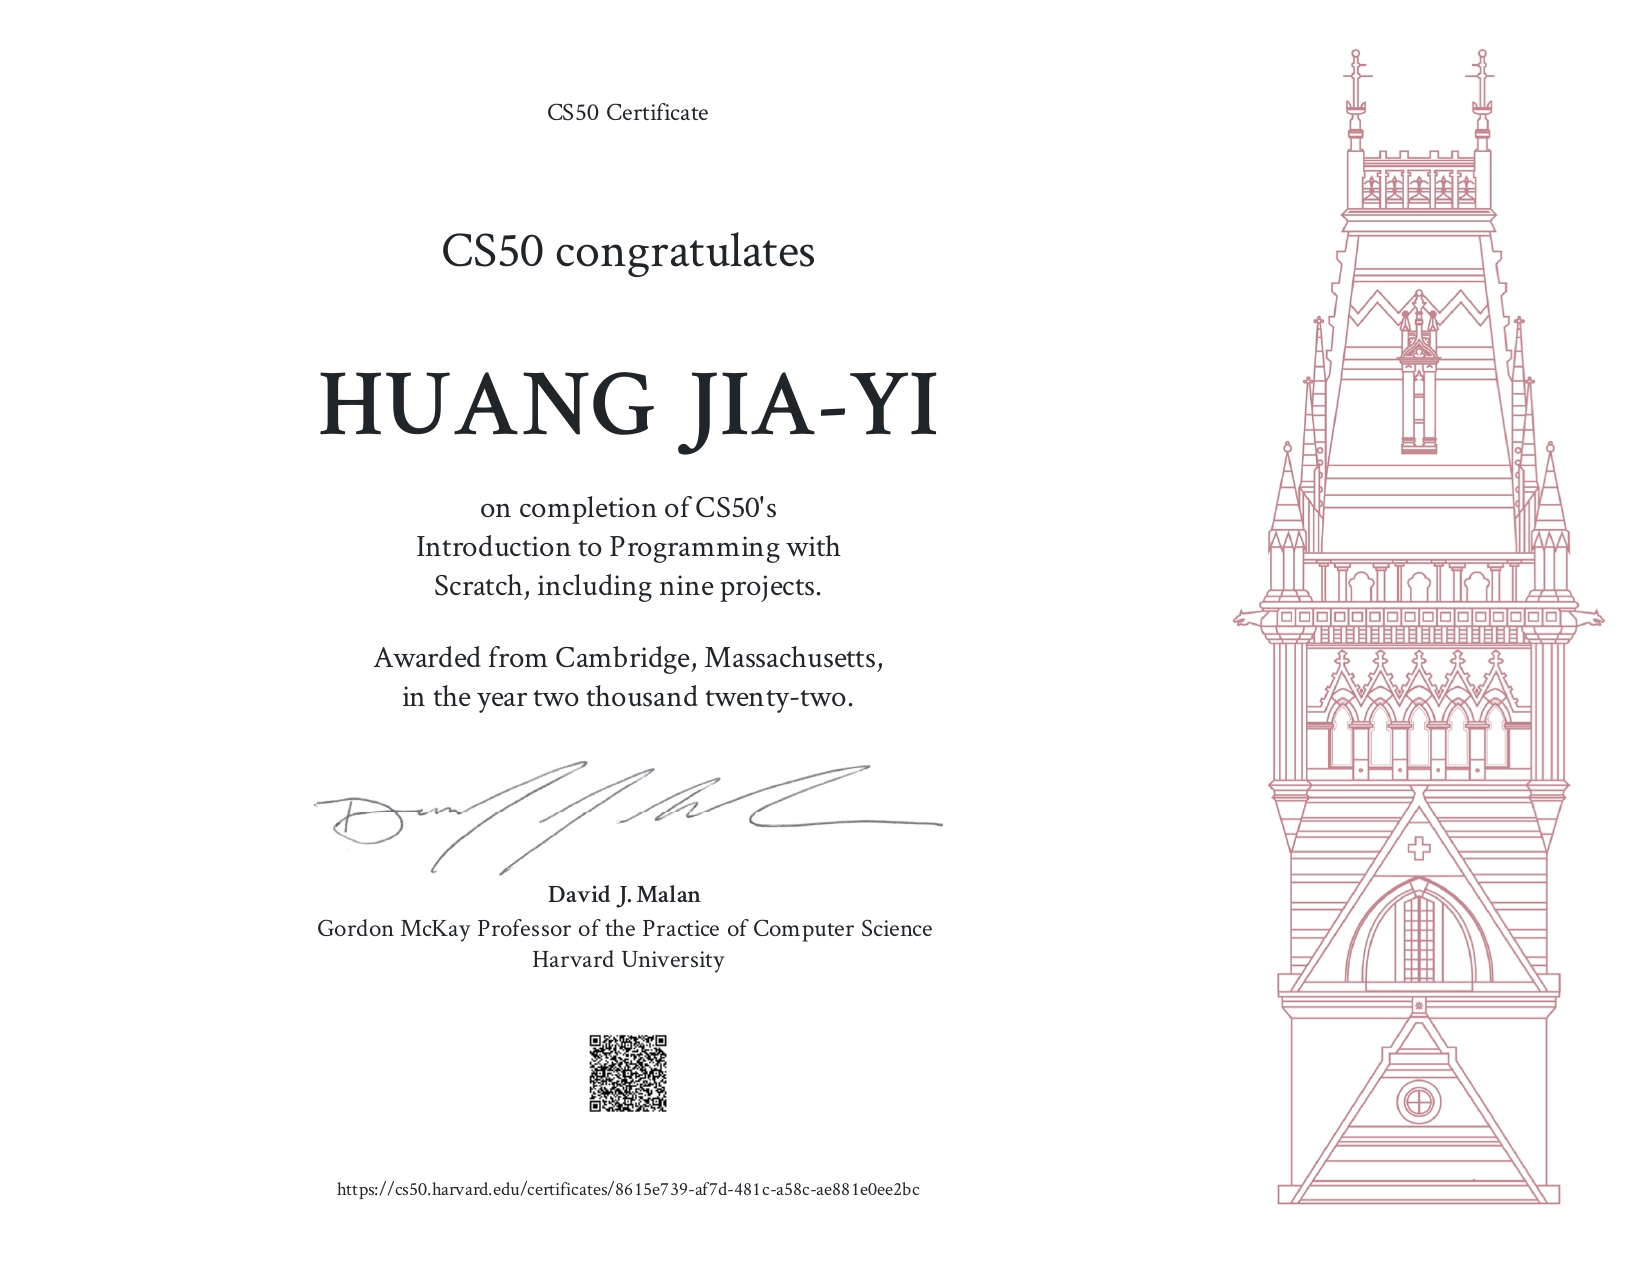 CS50 Certificate
CS50 congratulates
HUANG JIA-YI
on completion of CS50's
Introduction to Programming with
Scratch, including nine projects.
Awarded from Cambridge, Massachusetts,
in the year two thousand twenty-two.
David J. Malan
Gordon McKay Professor of the Practice of Computer Science
Harvard University
https://cs50.harvard.edu/certificates/8615e739-af7d-481c-a58c-ae881e0ee2bc